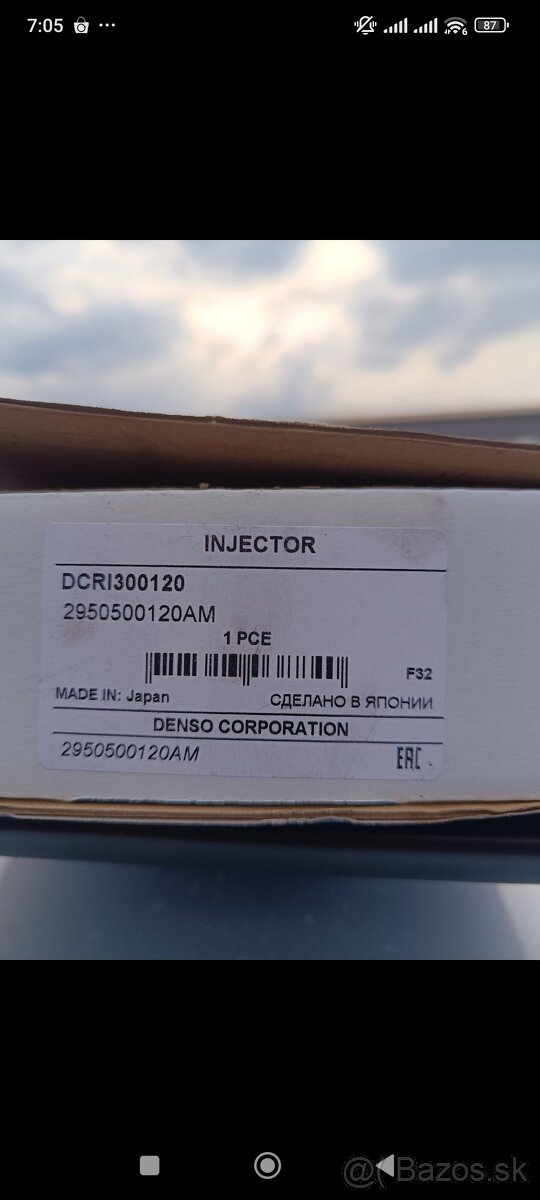 7:05 ...
87
6
INJECTOR
DCRI300120
2950500120AM
1 PCE
F32
MADE IN: Japan СДЕЛАНО В ЯПОНИИ
DENSO CORPORATION
2950500120AM EAC
Bazos.sk